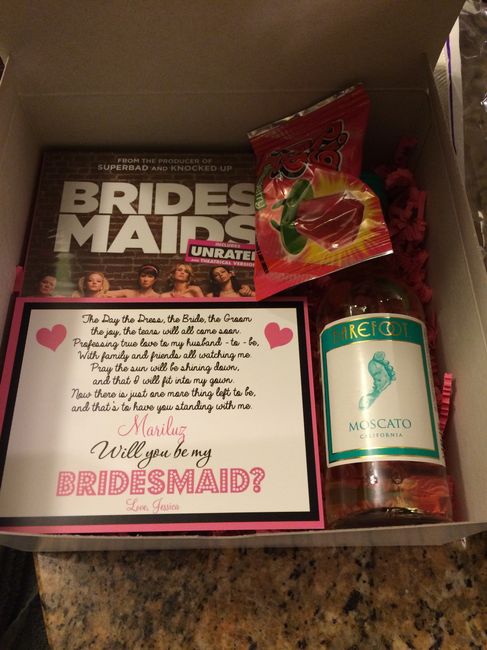 FROM THE PRODUCER OF
SUPERBAD AND KNOCKED UP
BRIDES
MAIDS
INCLUDES
UNRATED
AND THEATRICAL VERSION
The Day the Dress, the Bride, the Groom
the joy, the tears will all come soon.
Professing true love to my husband - to - be,
With family and friends all watching me.
Pray the sun will be shining down,
and that I will fit into my gown.
Now there is just one more thing left to be,
and that's to have you standing with me.
Mariluz
Will you be my
BRIDESMAID?
Love, Jessica
BAREFOOT
MOSCATO
CALIFORNIA